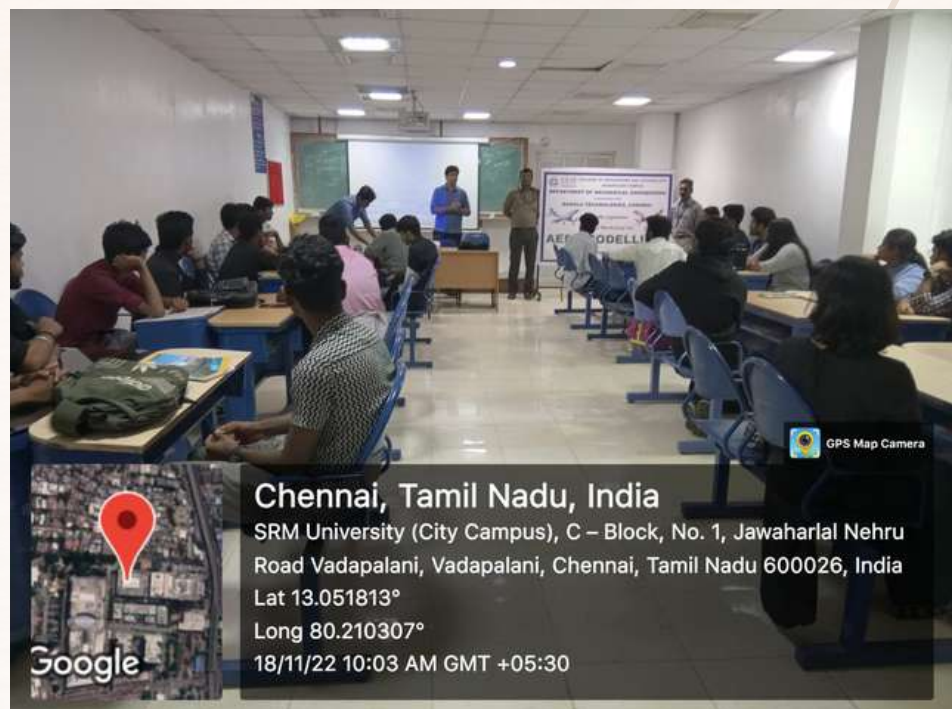 DEPARTMENT OF MECHANICAL ENGINEERING
GPS Map Camera
Chennai, Tamil Nadu, India
SRM University (City Campus), C – Block, No. 1, Jawaharlal Nehru
Road Vadapalani, Vadapalani, Chennai, Tamil Nadu 600026, India
Lat 13.051813°
Long 80.210307°
18/11/22 10:03 AM GMT +05:30
Google